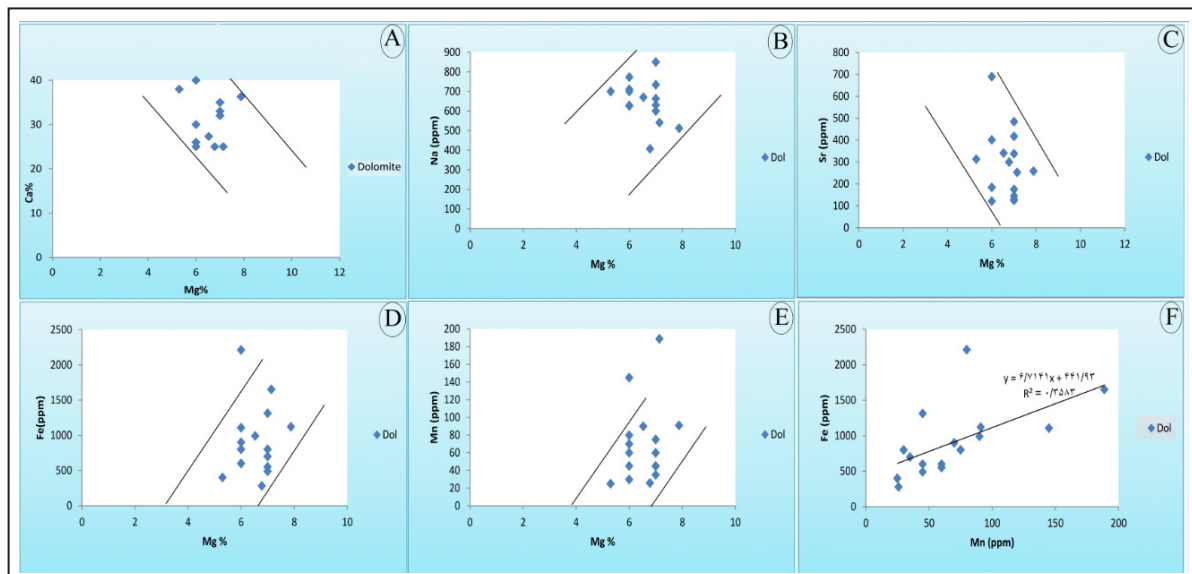 A
40
30
20
10
0
0 2 4 6 8 10 12
Ca%
Mg%
Dolomite
B
900
800
700
600
500
400
300
200
100
0
0 2 4 6 8 10
Na (ppm)
Mg %
Dol
C
800
700
600
500
400
300
200
100
0
0 2 4 6 8 10 12
Sr (ppm)
Mg %
Dol
D
2500
2000
1500
1000
500
0
0 2 4 6 8 10
Fe(ppm)
Mg %
Dol
E
200
180
160
140
120
100
80
60
40
20
0
0 2 4 6 8 10
Mn (ppm)
Mg %
Dol
F
2500
2000
1500
1000
500
0
0 50 100 150 200
Fe (ppm)
Mn (ppm)
y = ۶/۷۱۴۱x + ۴۴۱/۹۳
R² = ۰/۳۵۸۳
Dol